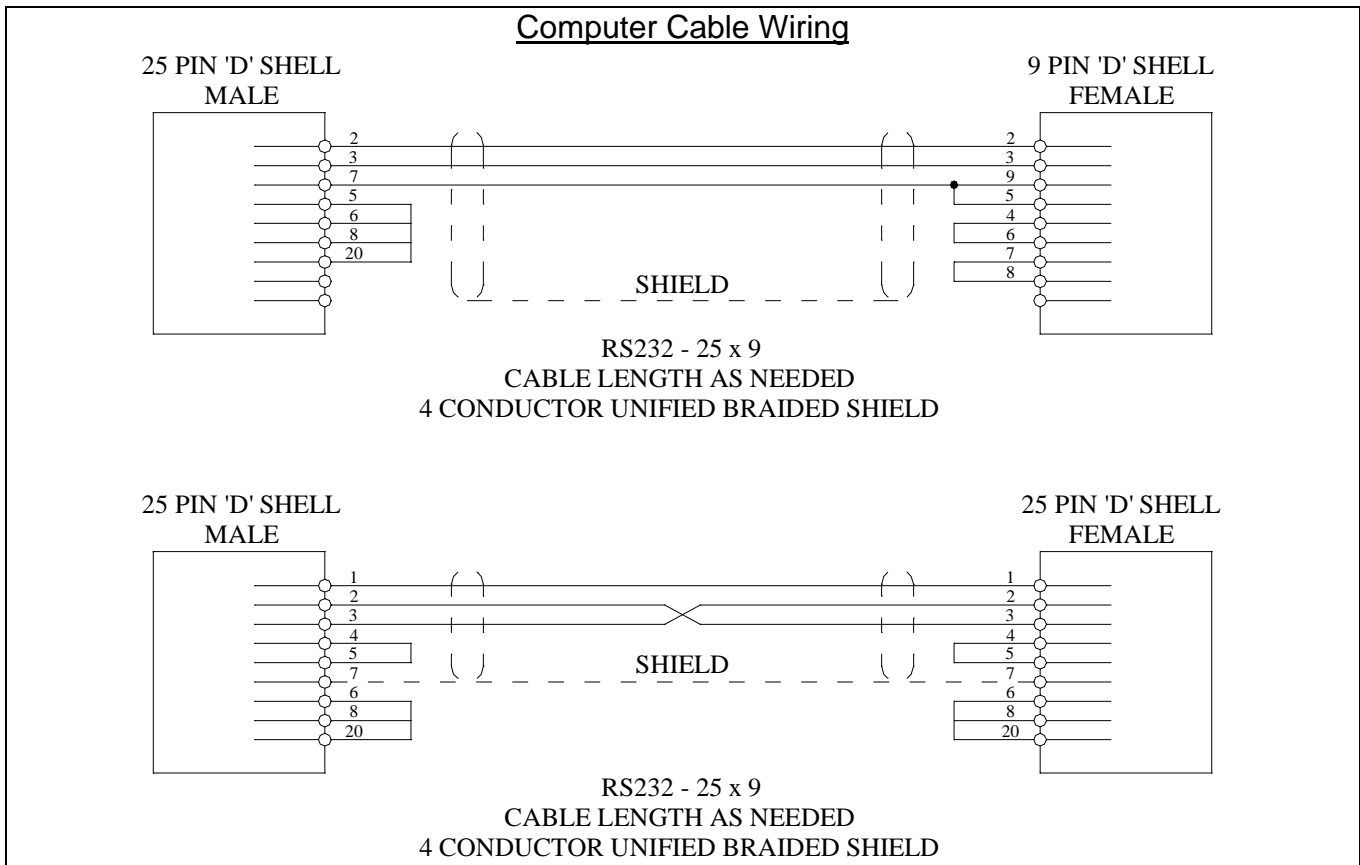 Computer Cable Wiring
25 PIN 'D' SHELL
MALE
9 PIN 'D' SHELL
FEMALE
2
3
7
5
6
8
20
2
3
9
5
4
6
7
8
SHIELD
RS232 - 25 x 9
CABLE LENGTH AS NEEDED
4 CONDUCTOR UNIFIED BRAIDED SHIELD
25 PIN 'D' SHELL
MALE
25 PIN 'D' SHELL
FEMALE
1
2
3
4
5
7
6
8
20
1
2
3
4
5
7
6
8
20
SHIELD
RS232 - 25 x 9
CABLE LENGTH AS NEEDED
4 CONDUCTOR UNIFIED BRAIDED SHIELD